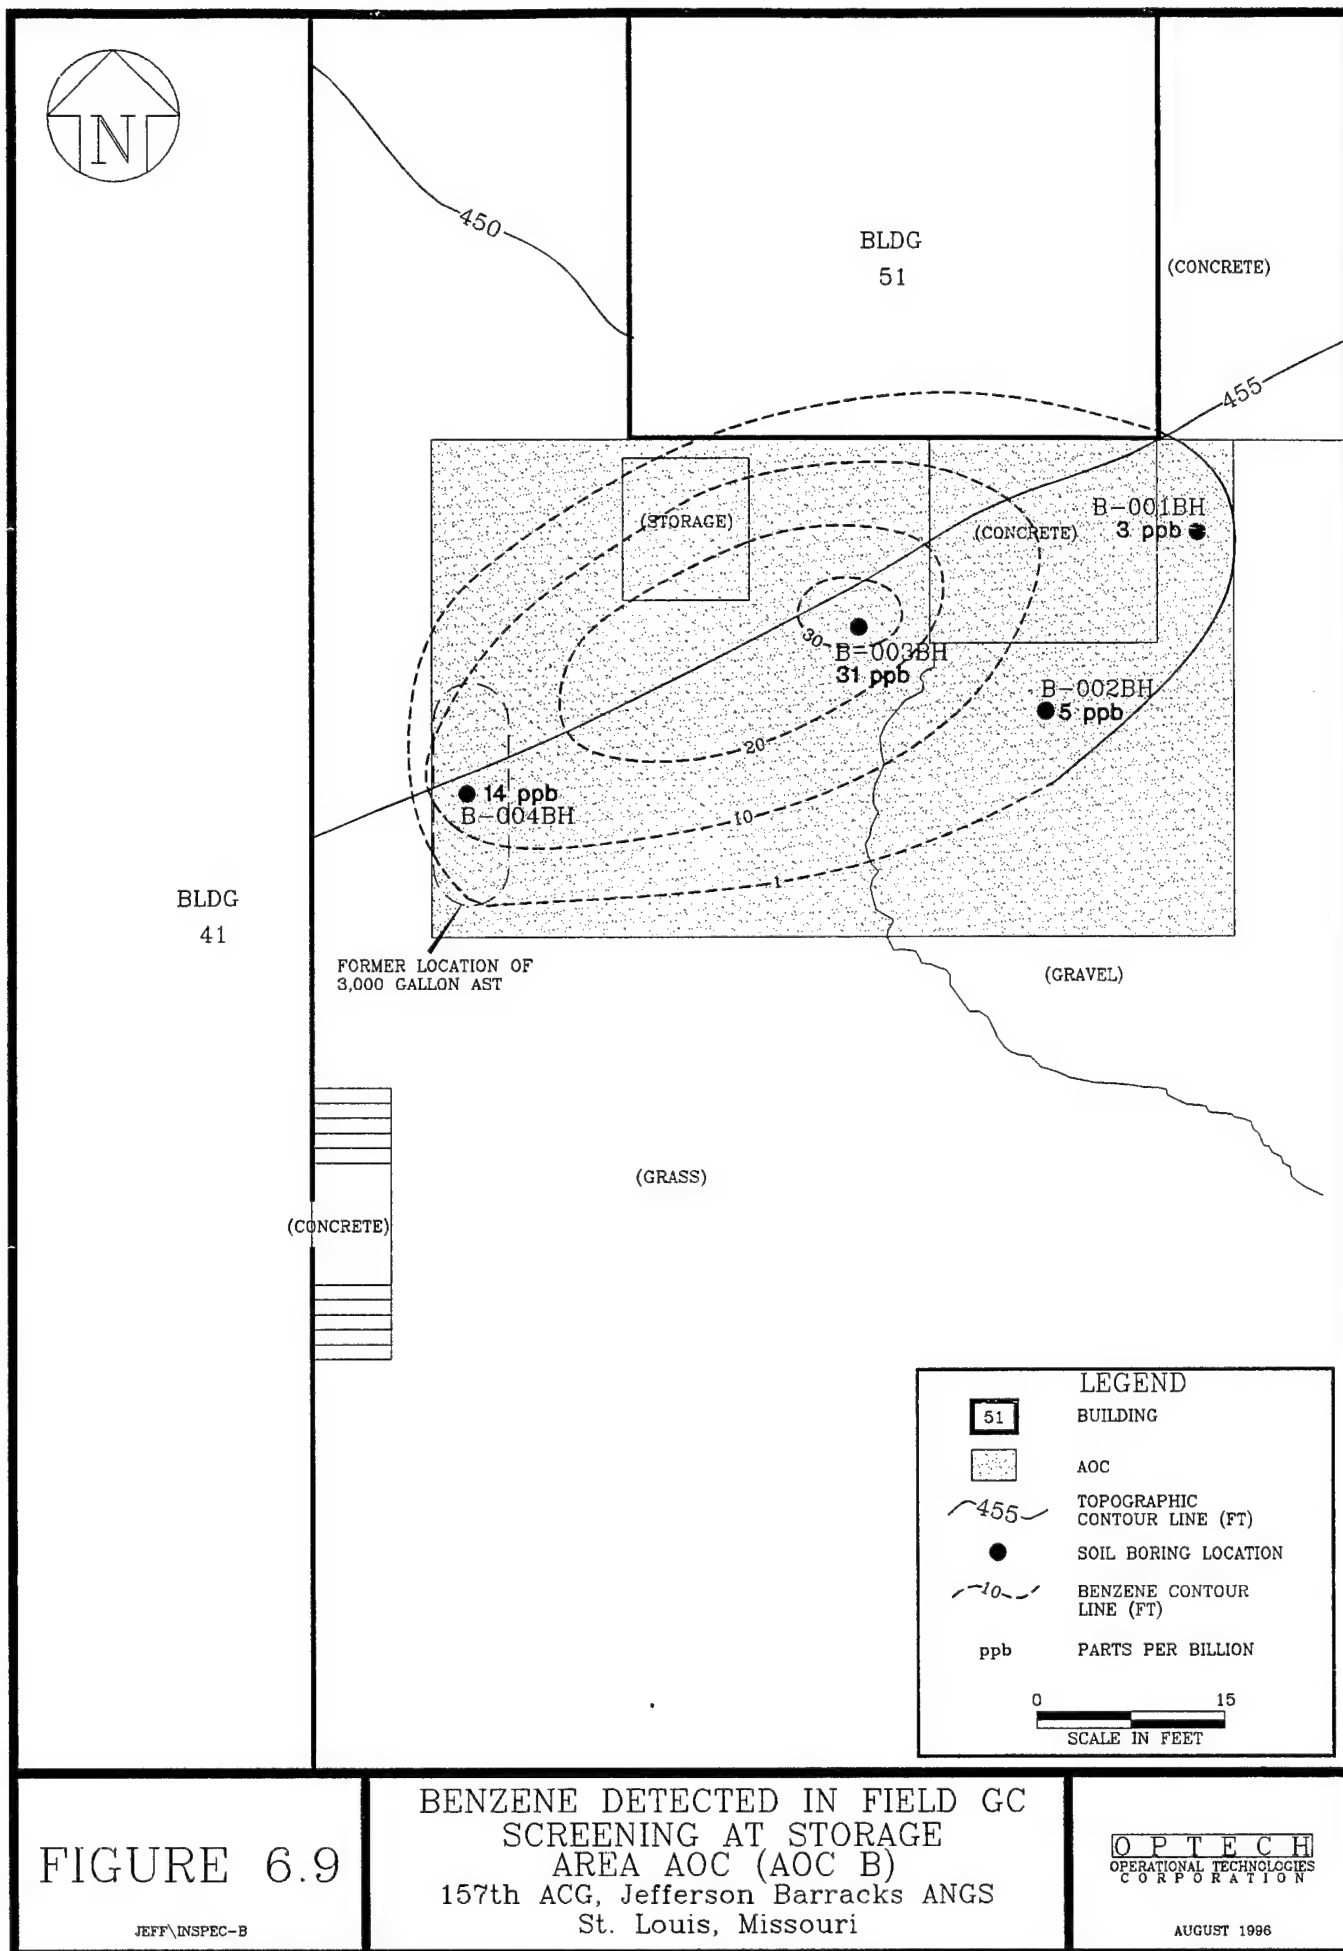 N
450
BLDG
51
(CONCRETE)
455
(STORAGE)
(CONCRETE)
B-001BH
3 ppb
30
B-003BH
31 ppb
B-002BH
5 ppb
20
14 ppb
B-004BH
10
1
BLDG
41
FORMER LOCATION OF
3,000 GALLON AST
(GRAVEL)
(GRASS)
(CONCRETE)
LEGEND
51 BUILDING
AOC
455 TOPOGRAPHIC
CONTOUR LINE (FT)
SOIL BORING LOCATION
10 BENZENE CONTOUR
LINE (FT)
ppb PARTS PER BILLION
0 15
SCALE IN FEET
FIGURE 6.9
JEFF\INSPEC-B
BENZENE DETECTED IN FIELD GC
SCREENING AT STORAGE
AREA AOC (AOC B)
157th ACG, Jefferson Barracks ANGS
St. Louis, Missouri
OPTECH
OPERATIONAL TECHNOLOGIES
CORPORATION
AUGUST 1996